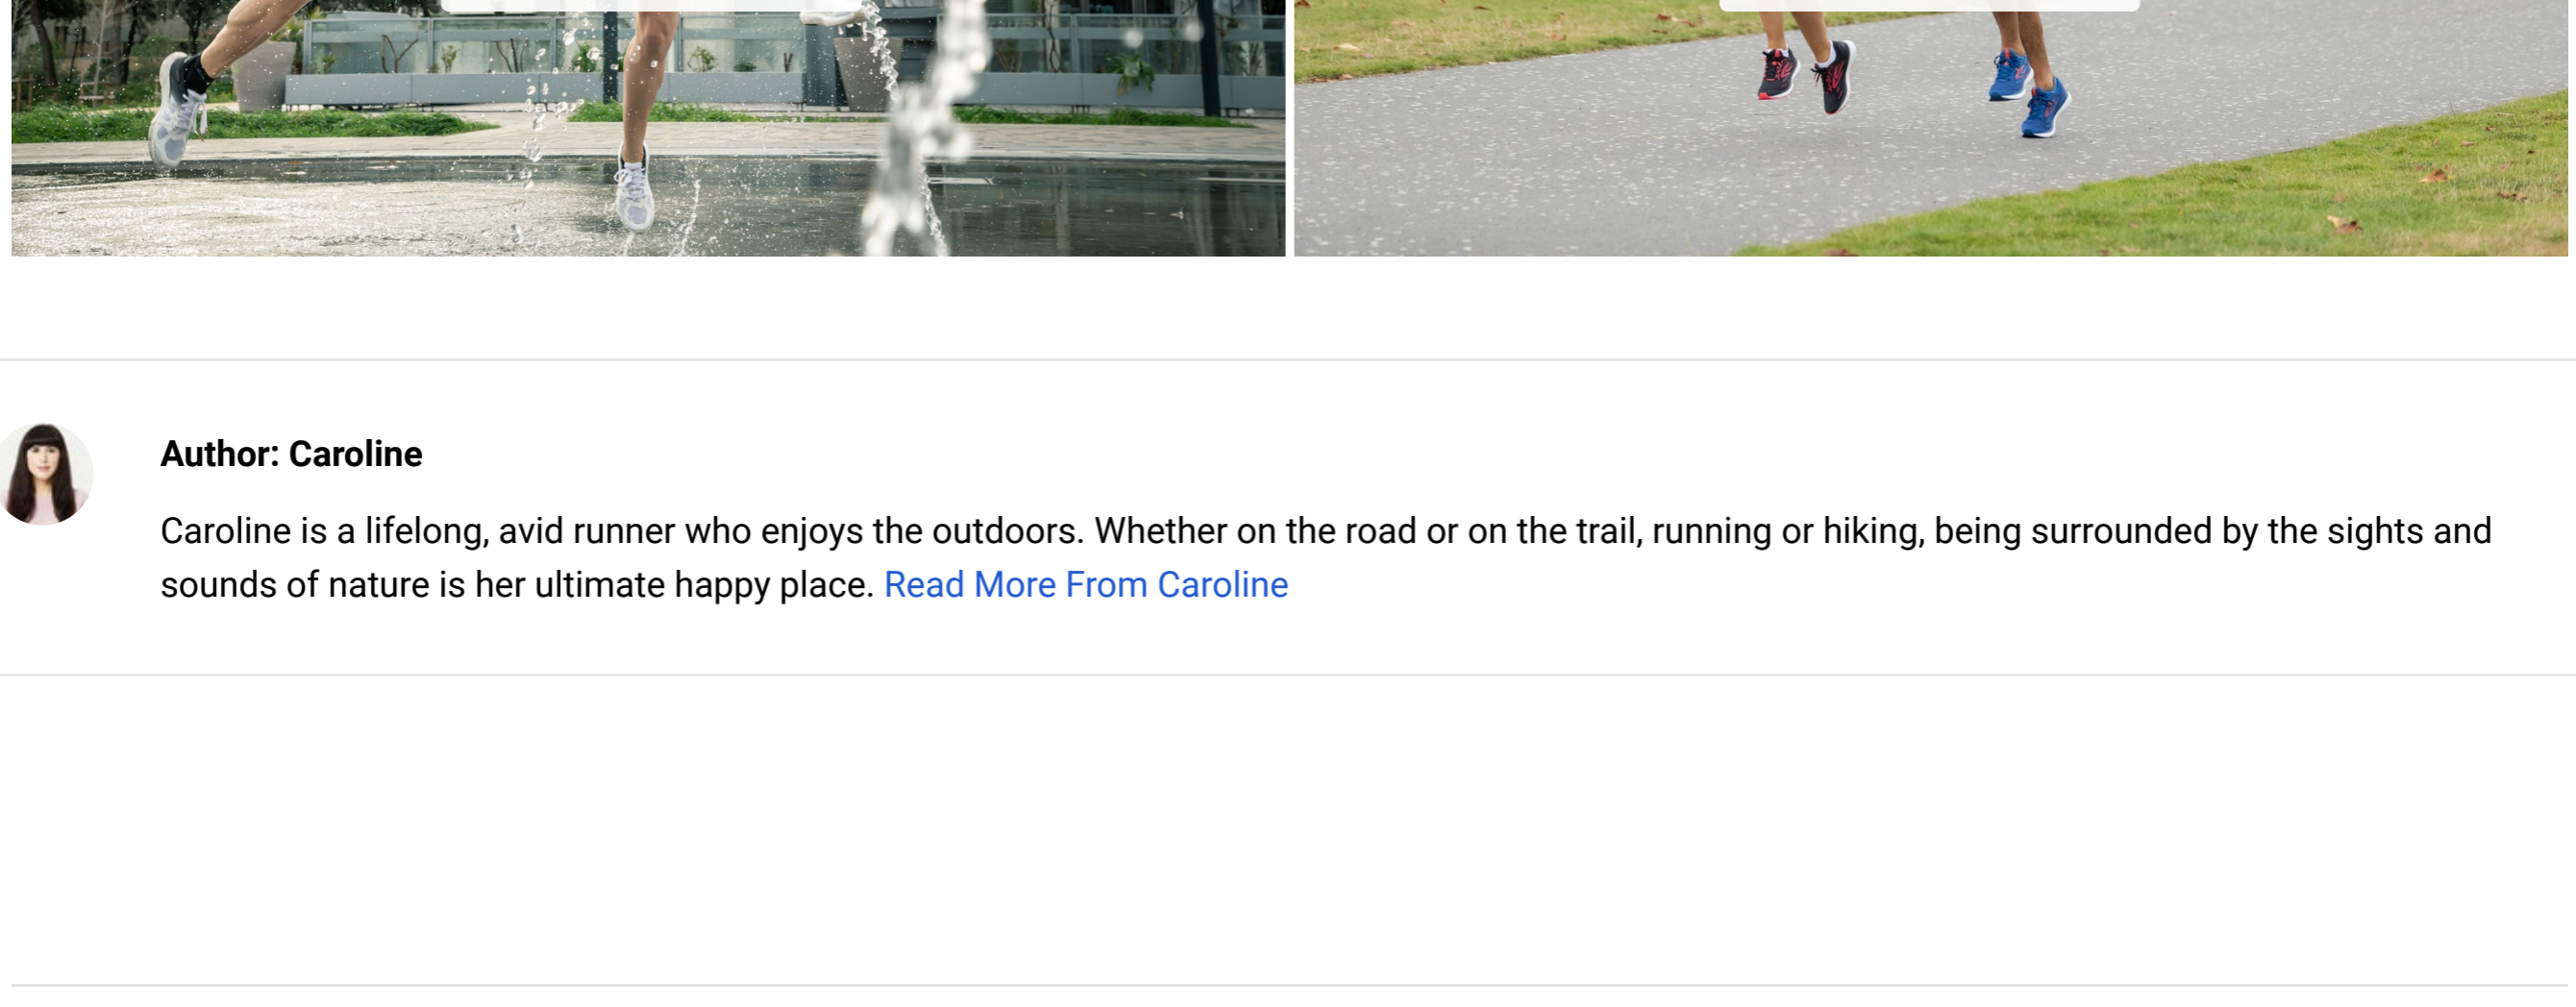 Author: Caroline
Caroline is a lifelong, avid runner who enjoys the outdoors. Whether on the road or on the trail, running or hiking, being surrounded by the sights and
sounds of nature is her ultimate happy place. Read More From Caroline